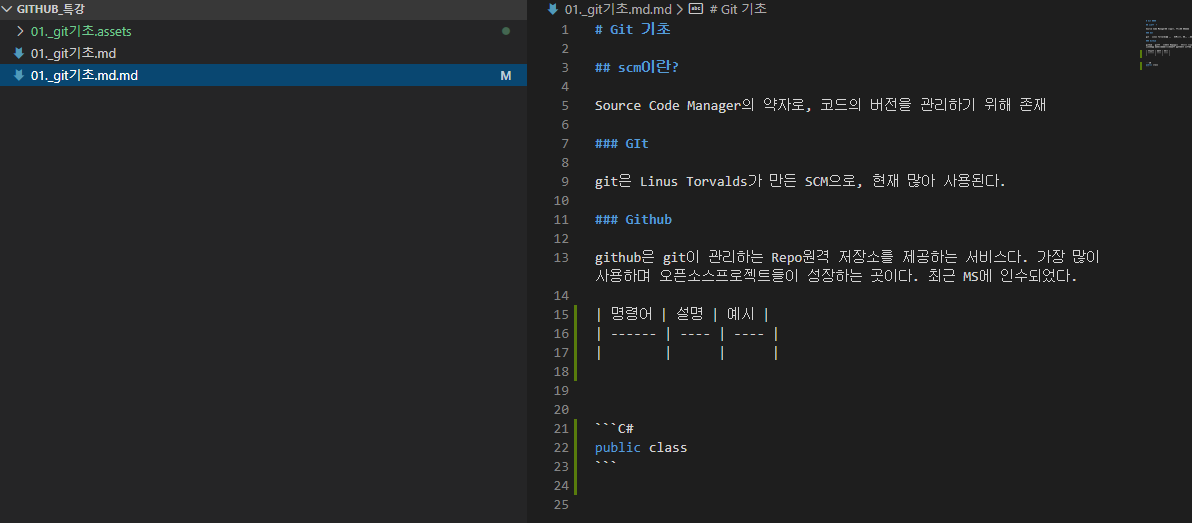 GITHUB_특강
01._git기초.assets
01._git기초.md
01._git기초.md.md M
01._git기초.md.md > # Git 기초
1 # Git 기초
2
3 ## scm이란?
4
5 Source Code Manager의 약자로, 코드의 버전을 관리하기 위해 존재
6
7 ### GIt
8
9 git은 Linus Torvalds가 만든 SCM으로, 현재 많아 사용된다.
10
11 ### Github
12
13 github은 git이 관리하는 Repo원격 저장소를 제공하는 서비스다. 가장 많이
사용하며 오픈소스프로젝트들이 성장하는 곳이다. 최근 MS에 인수되었다.
14
15 | 명령어 | 설명 | 예시 |
16 | ------ | ---- | ---- |
17 |        |      |      |
18
19
20
21 ```C#
22 public class
23 ```
24
25